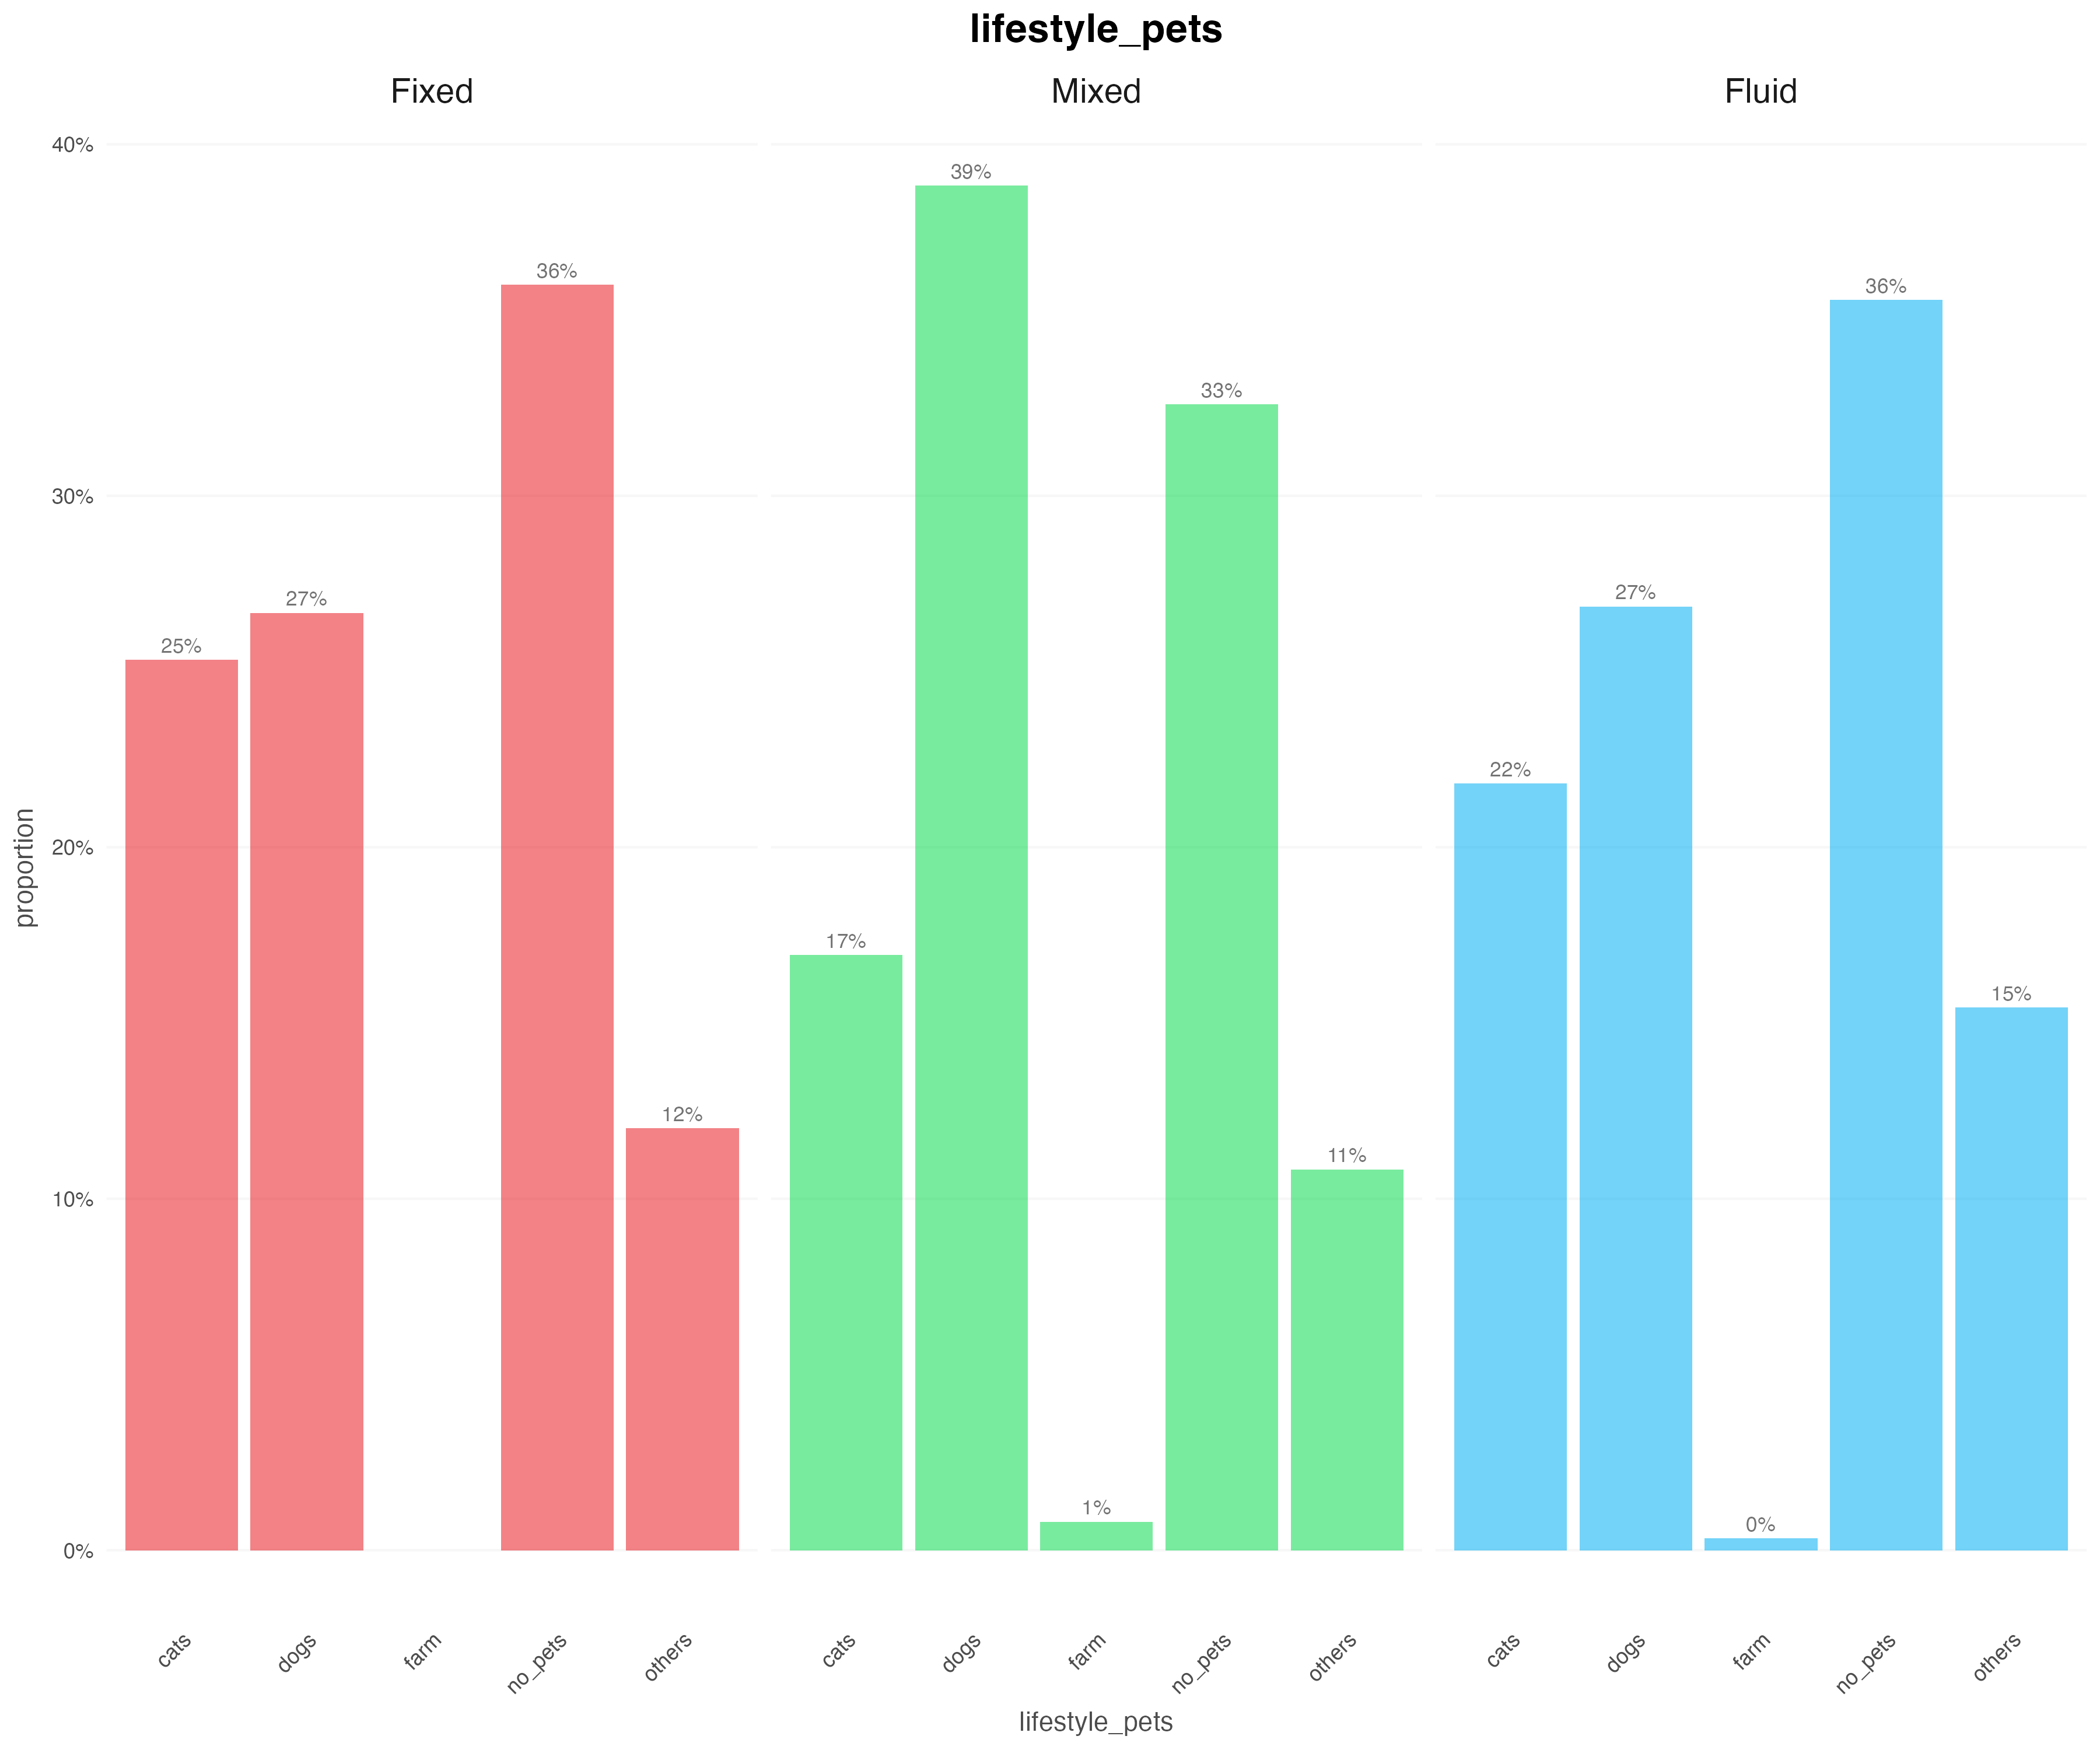 lifestyle_pets
Fixed
Mixed
Fluid
40%
30%
20%
10%
0%
proportion
25%
27%
36%
12%
17%
39%
1%
33%
11%
22%
27%
0%
36%
15%
cats
dogs
farm
no_pets
others
cats
dogs
farm
no_pets
others
cats
dogs
farm
no_pets
others
lifestyle_pets